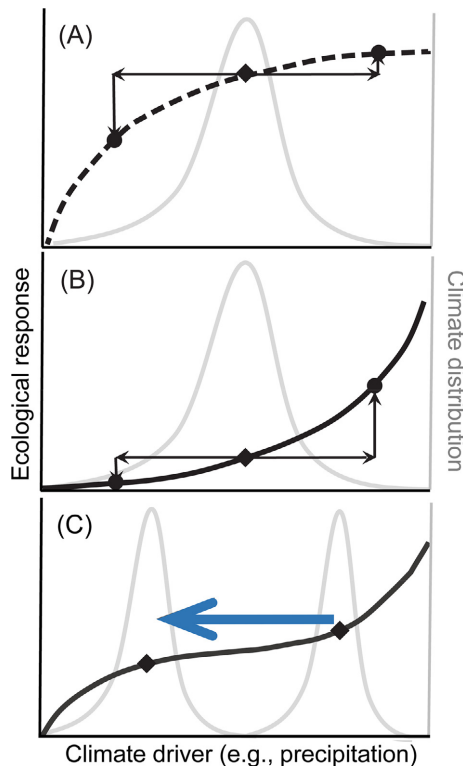 (A)
(B)
Ecological response
Climate distribution
(C)
Climate driver (e.g., precipitation)